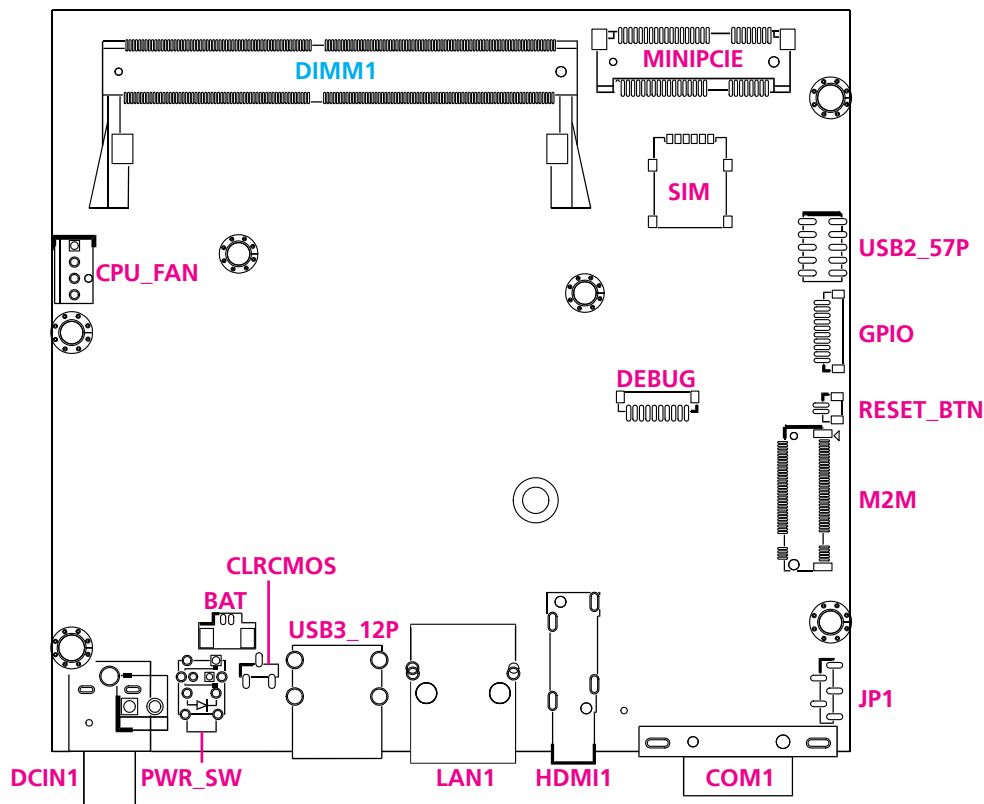 MINIPCIE
DIMM1
SIM
USB2_57P
CPU_FAN
GPIO
DEBUG
RESET_BTN
M2M
CLRCMOS
BAT
USB3_12P
JP1
DCIN1
PWR_SW
LAN1
HDMI1
COM1